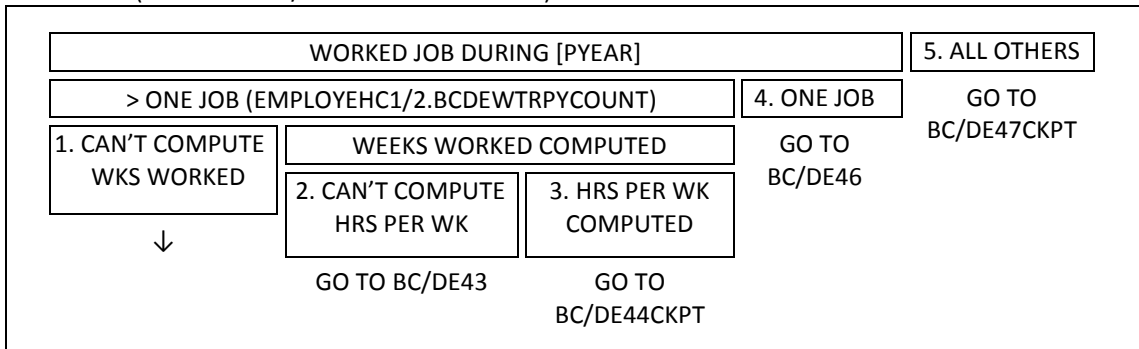 WORKED JOB DURING [PYEAR]
5. ALL OTHERS
> ONE JOB (EMPLOYEHC1/2.BCDEWTRPYCOUNT)
4. ONE JOB
GO TO
BC/DE47CKPT
1. CAN'T COMPUTE
WKS WORKED
WEEKS WORKED COMPUTED
GO TO
BC/DE46
2. CAN'T COMPUTE
HRS PER WK
3. HRS PER WK
COMPUTED
↓
GO TO BC/DE43
GO TO
BC/DE44CKPT